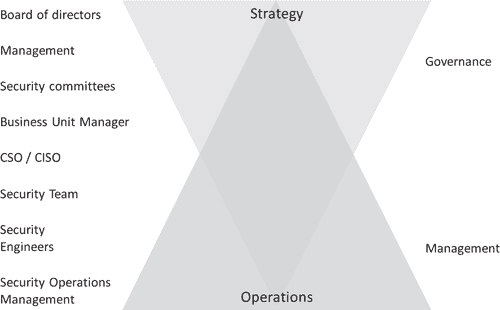 Board of directors
Strategy
Management
Governance
Security committees
Business Unit Manager
CSO / CISO
Security Team
Security
Engineers
Management
Security Operations
Management
Operations